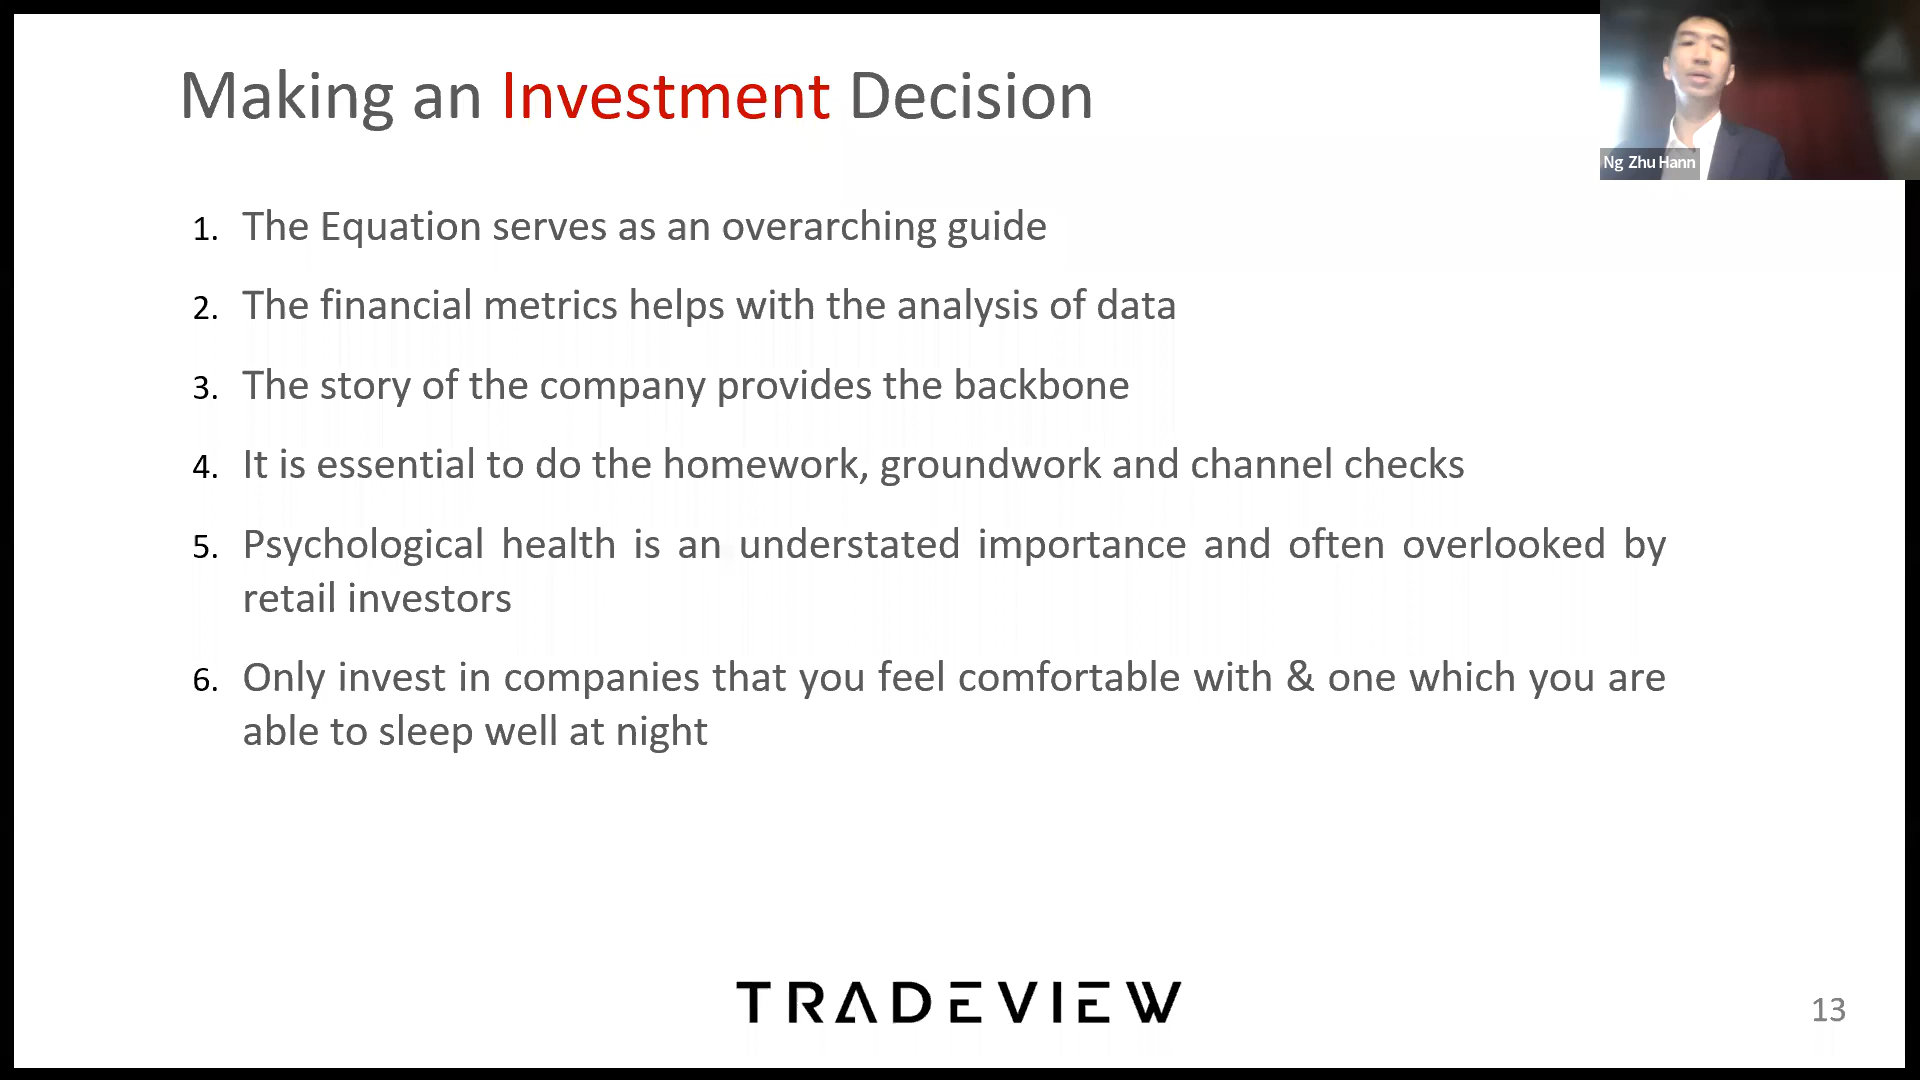 Making an Investment Decision
Ng Zhu Hann
1. The Equation serves as an overarching guide
2. The financial metrics helps with the analysis of data
3. The story of the company provides the backbone
4. It is essential to do the homework, groundwork and channel checks
5. Psychological health is an understated importance and often overlooked by
retail investors
6. Only invest in companies that you feel comfortable with & one which you are
able to sleep well at night
TRADEVIEW
13